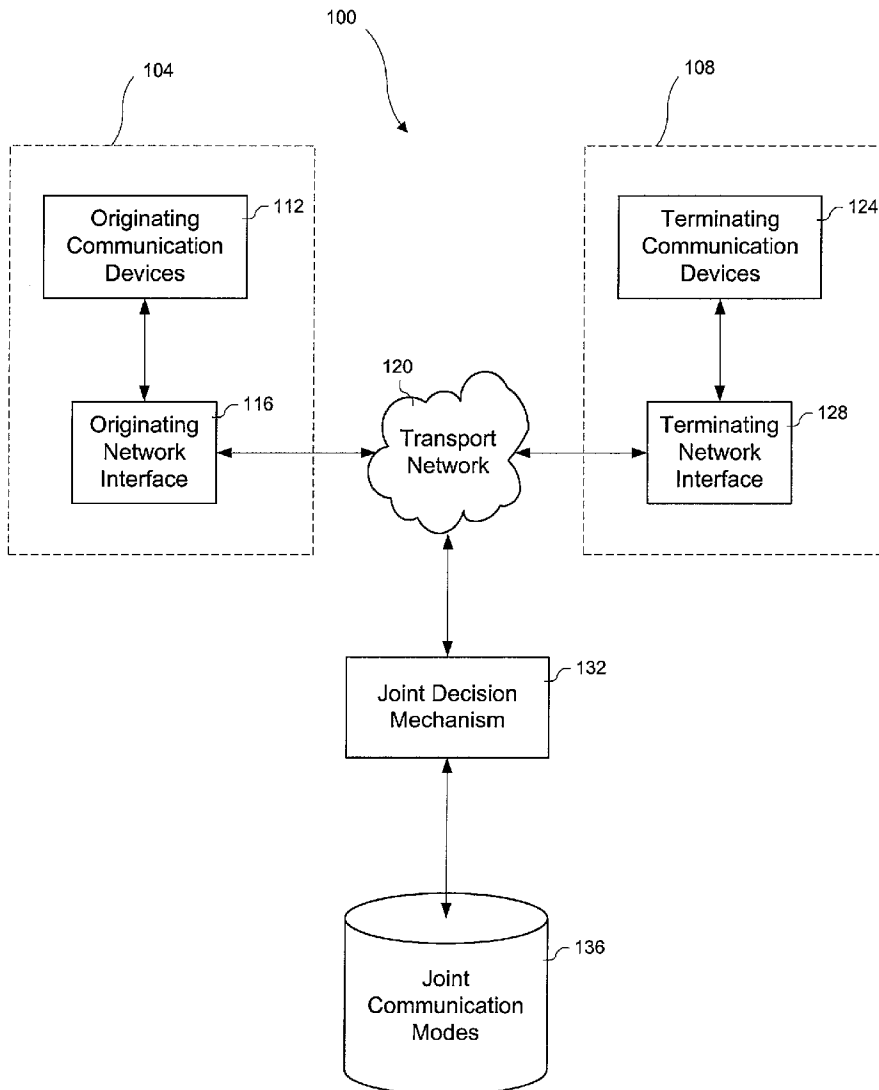 100
104
108
Originating
Communication
Devices
112
Terminating
Communication
Devices
124
Originating
Network
Interface
116
120
Transport
Network
Terminating
Network
Interface
128
Joint Decision
Mechanism
132
Joint
Communication
Modes
136